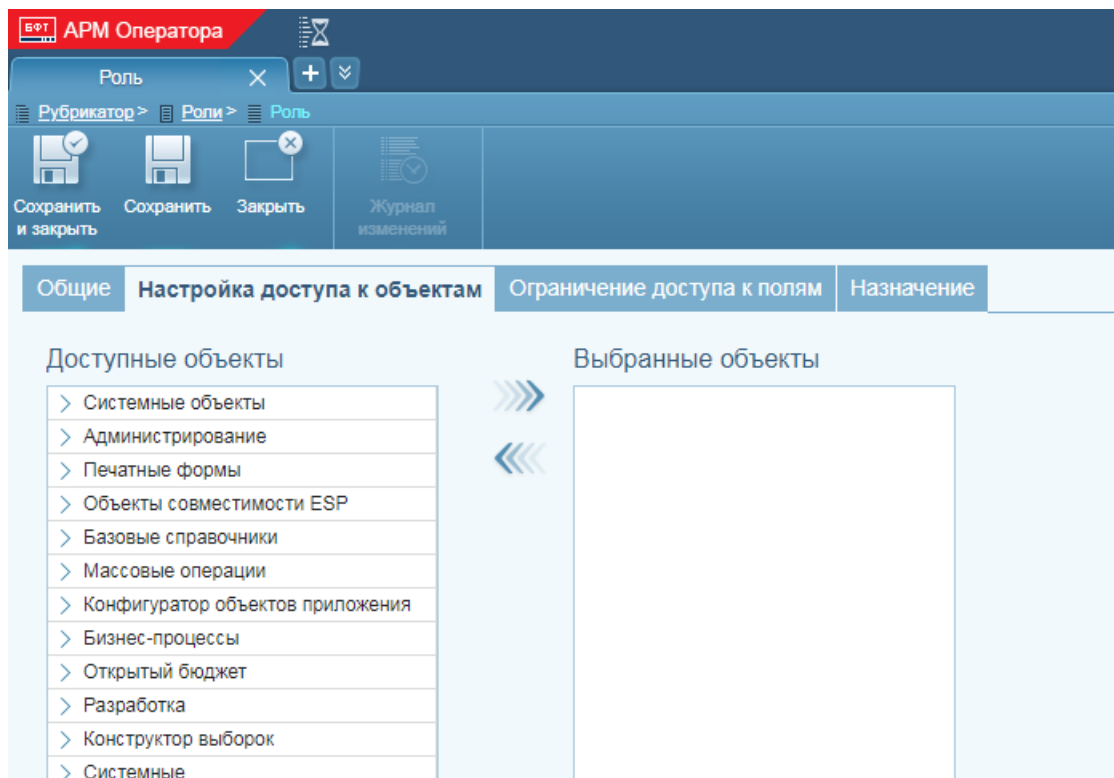 БФТ АРМ Оператора
Роль
Рубрикатор > Роли > Роль
Сохранить и закрыть
Сохранить
Закрыть
Журнал изменений
Общие
Настройка доступа к объектам
Ограничение доступа к полям
Назначение
Доступные объекты
Системные объекты
Администрирование
Печатные формы
Объекты совместимости ESP
Базовые справочники
Массовые операции
Конфигуратор объектов приложения
Бизнес-процессы
Открытый бюджет
Разработка
Конструктор выборок
Системные
Выбранные объекты